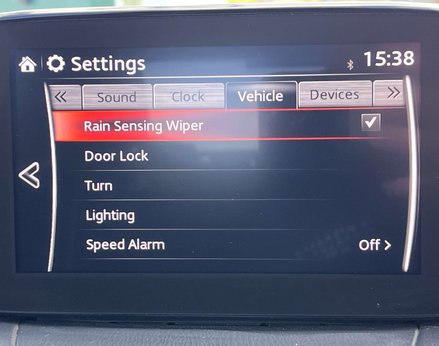 Settings 15:38
<< Sound Clock Vehicle Devices >>
Rain Sensing Wiper
Door Lock
Turn
Lighting
Speed Alarm Off >